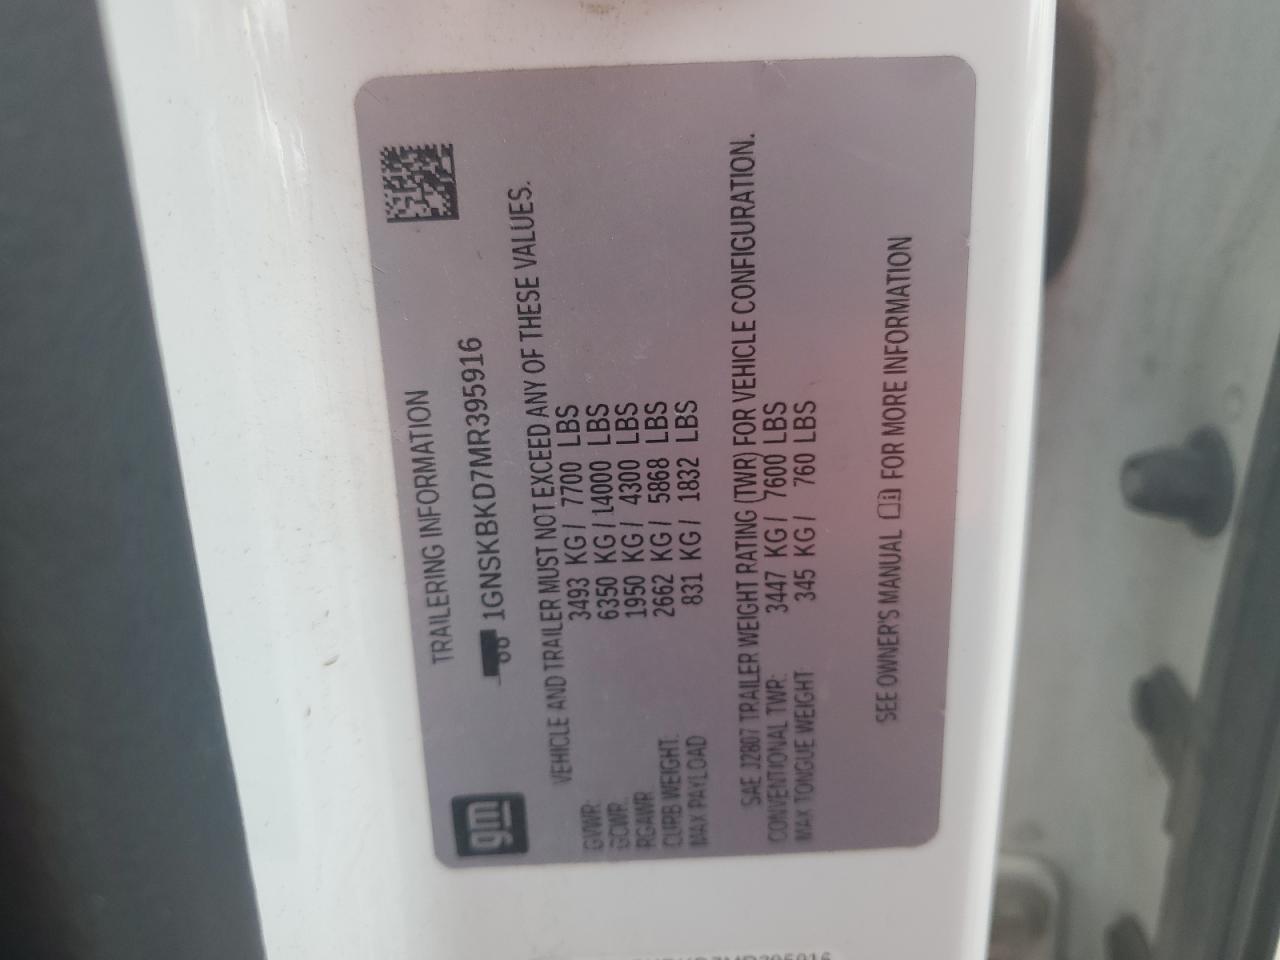 gm
TRAILERING INFORMATION
1GNSKBKD7MR395916
VEHICLE AND TRAILER MUST NOT EXCEED ANY OF THESE VALUES.
GVWR: 3493 KG / 7700 LBS
GCWR: 6350 KG / 14000 LBS
RGAWR 1950 KG / 4300 LBS
CURB WEIGHT: 2662 KG / 5868 LBS
MAX PAYLOAD 831 KG / 1832 LBS
SAE J2807 TRAILER WEIGHT RATING (TWR) FOR VEHICLE CONFIGURATION.
CONVENTIONAL TWR: 3447 KG / 7600 LBS
MAX TONGUE WEIGHT 345 KG / 760 LBS
SEE OWNER'S MANUAL FOR MORE INFORMATION